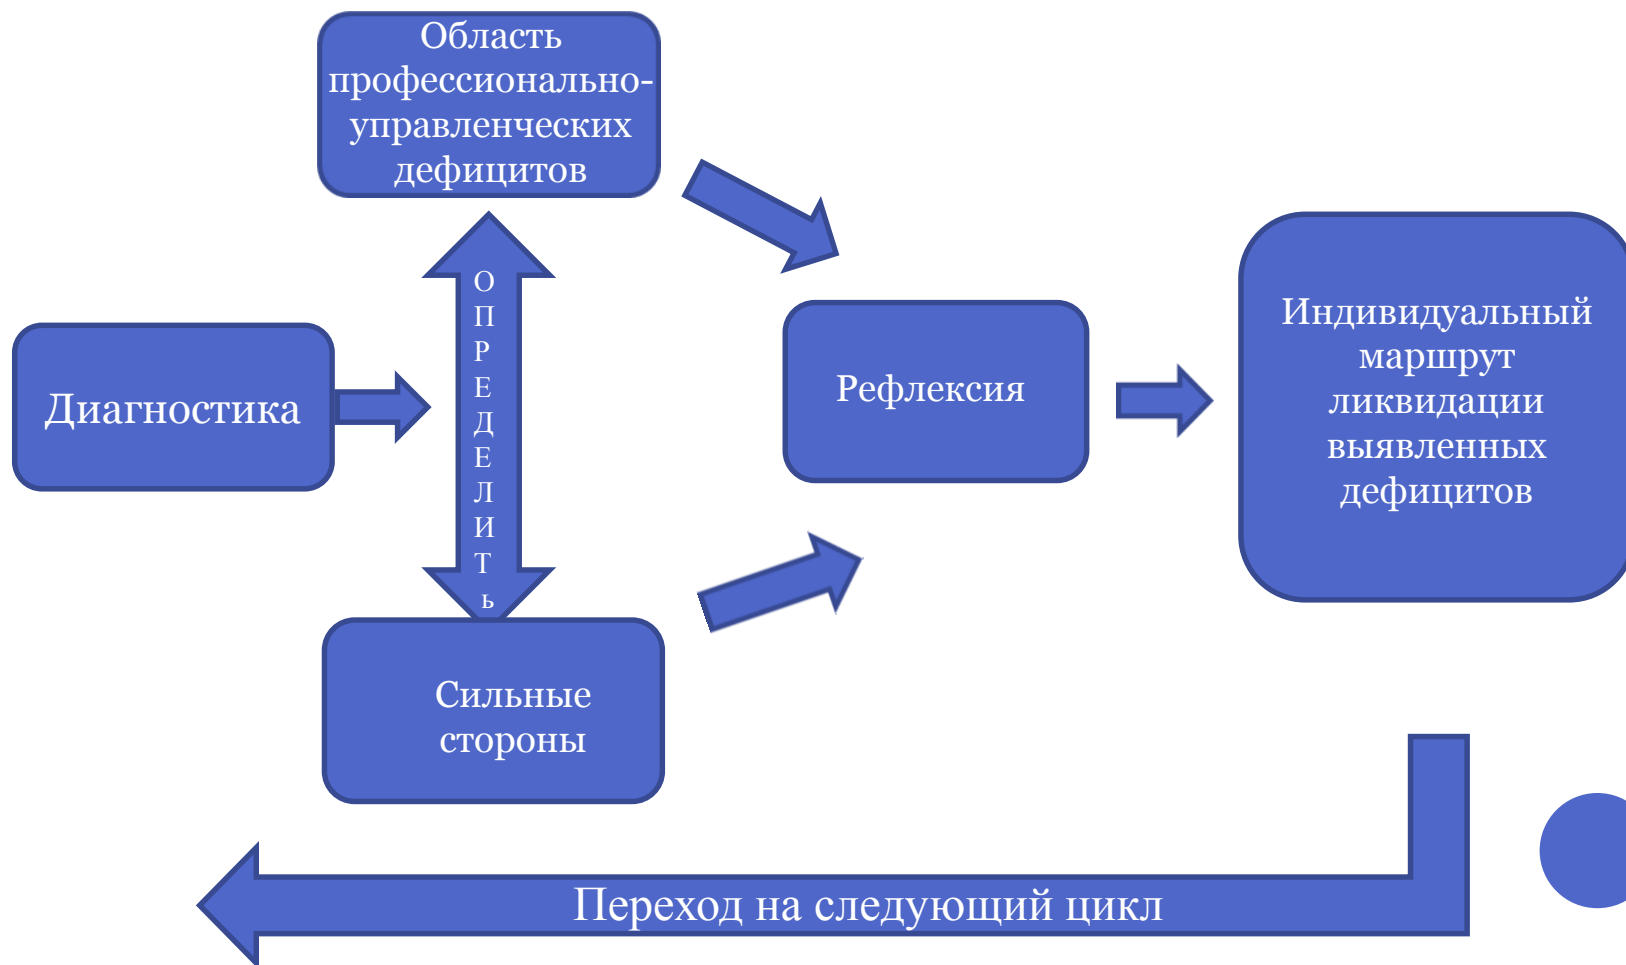 Область
профессионально-
управленческих
дефицитов
О
П
Р
Е
Д
Е
Л
И
Т
ь
Диагностика
Рефлексия
Индивидуальный
маршрут
ликвидации
выявленных
дефицитов
Сильные
стороны
Переход на следующий цикл